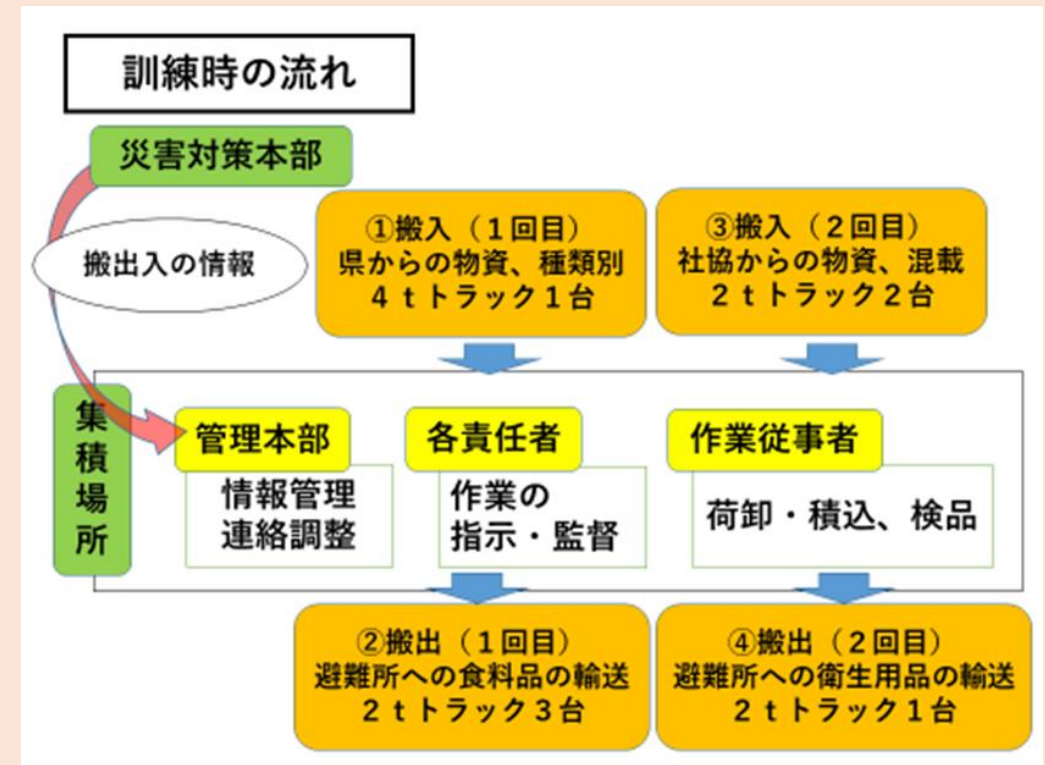 訓練時の流れ
災害対策本部
搬出入の情報
①搬入（１回目）
県からの物資、種類別
４ｔトラック１台
③搬入（２回目）
社協からの物資、混載
２ｔトラック２台
集積場所
管理本部
情報管理
連絡調整
各責任者
作業の
指示・監督
作業従事者
荷卸・積込、検品
②搬出（１回目）
避難所への食料品の輸送
２ｔトラック３台
④搬出（２回目）
避難所への衛生用品の輸送
２ｔトラック１台